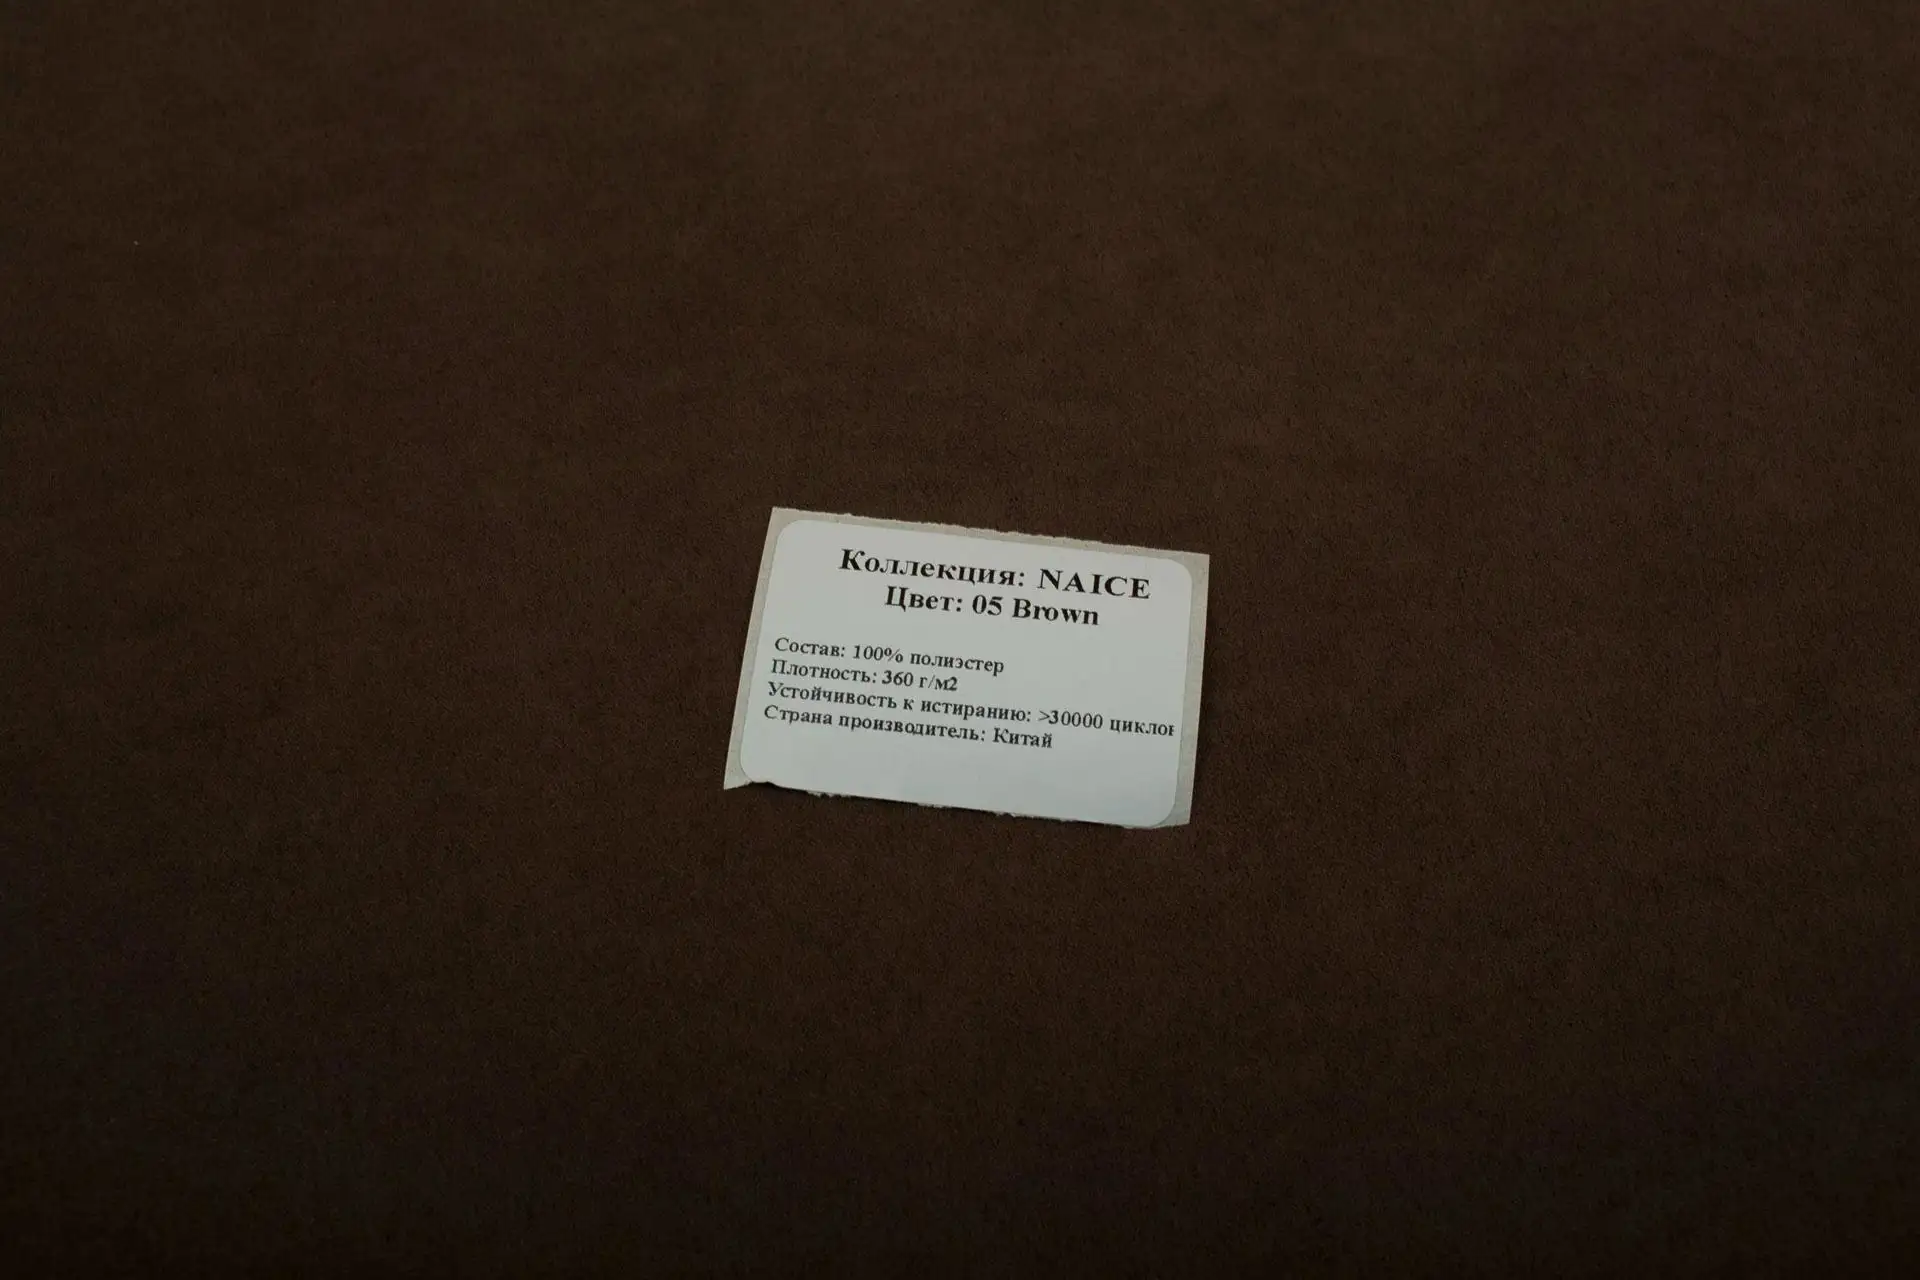 Коллекция: NAICE
Цвет: 05 Brown
Состав: 100% полиэстер
Плотность: 360 г/м2
Устойчивость к истиранию: >30000 циклов
Страна производитель: Китай